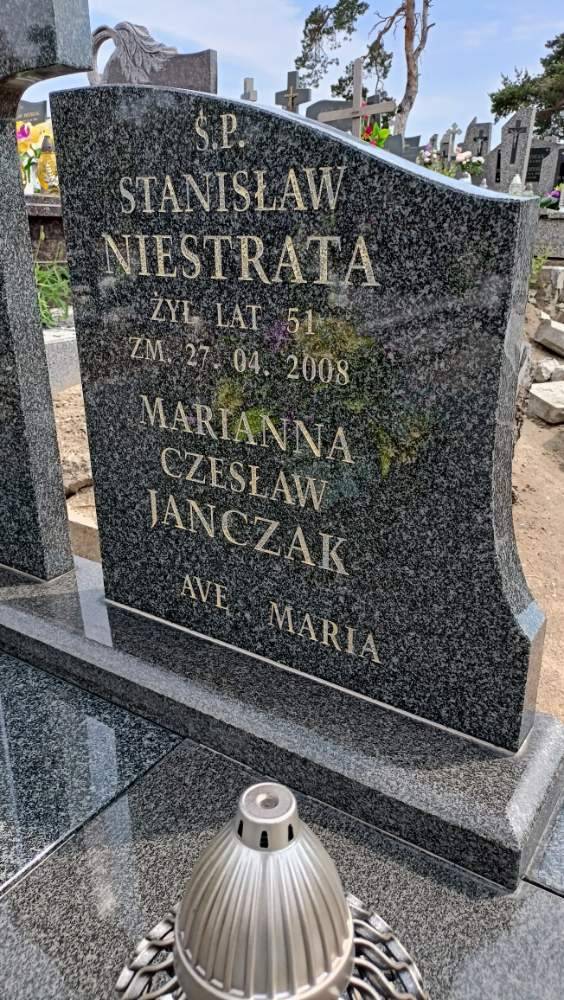 Ś.P.
STANISŁAW
NIESTRATA
ŻYŁ LAT 51
ZM. 27. 04. 2008
MARIANNA
CZESŁAW
JANCZAK
AVE MARIA